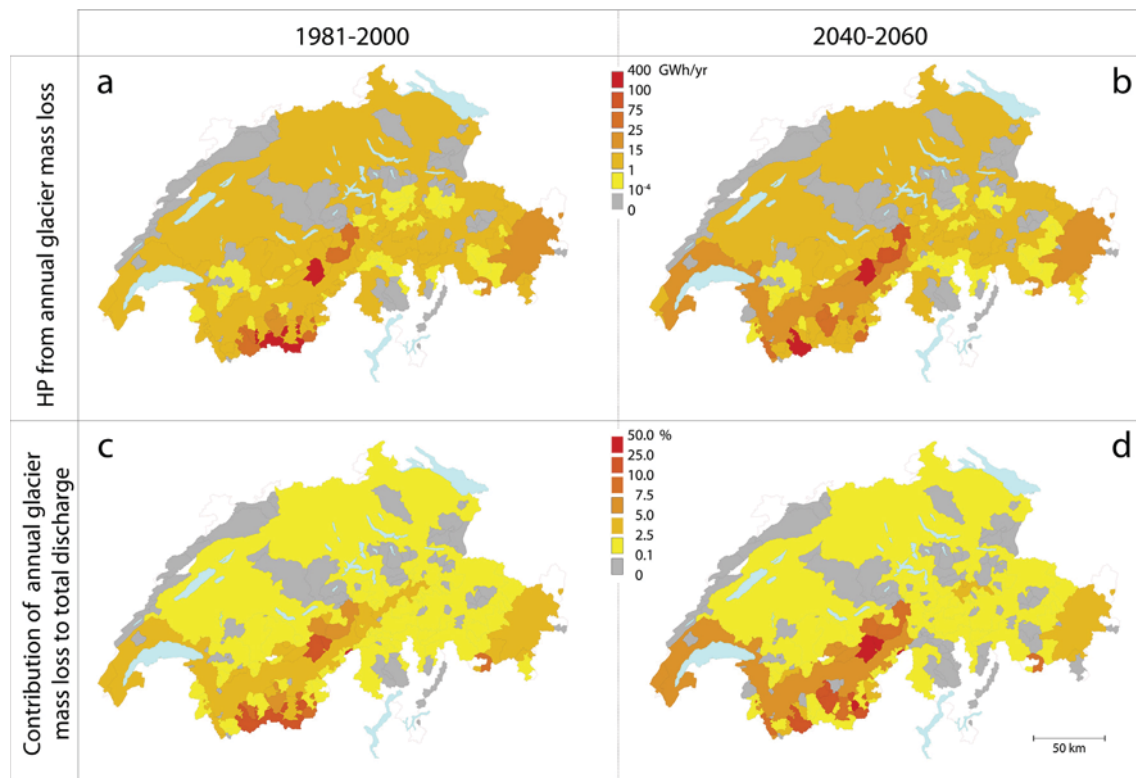 1981-2000
2040-2060
HP from annual glacier mass loss
a
400 GWh/yr
100
75
25
15
1
10⁻⁴
0
b
Contribution of annual glacier
mass loss to total discharge
c
50.0 %
25.0
10.0
7.5
5.0
2.5
0.1
0
d
50 km